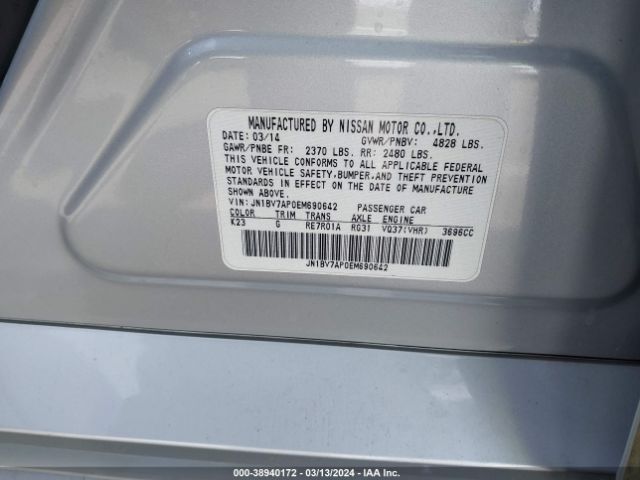 MANUFACTURED BY NISSAN MOTOR CO.,LTD.
DATE: 03/14 GVWR/PNBV: 4828 LBS.
GAWR/PNBE FR: 2370 LBS. RR: 2480 LBS.
THIS VEHICLE CONFORMS TO ALL APPLICABLE FEDERAL
MOTOR VEHICLE SAFETY,BUMPER,AND THEFT PREVENTION
STANDARDS IN EFFECT ON THE DATE OF MANUFACTURE
SHOWN ABOVE.
VIN: JN1BV7AP0EM690642 PASSENGER CAR
COLOR TRIM TRANS AXLE ENGINE
K23 G RE7R01A RG31 VQ37(VHR) 3696CC
JN1BV7AP0EM690642
000-38940172 — 03/13/2024 — IAA Inc.